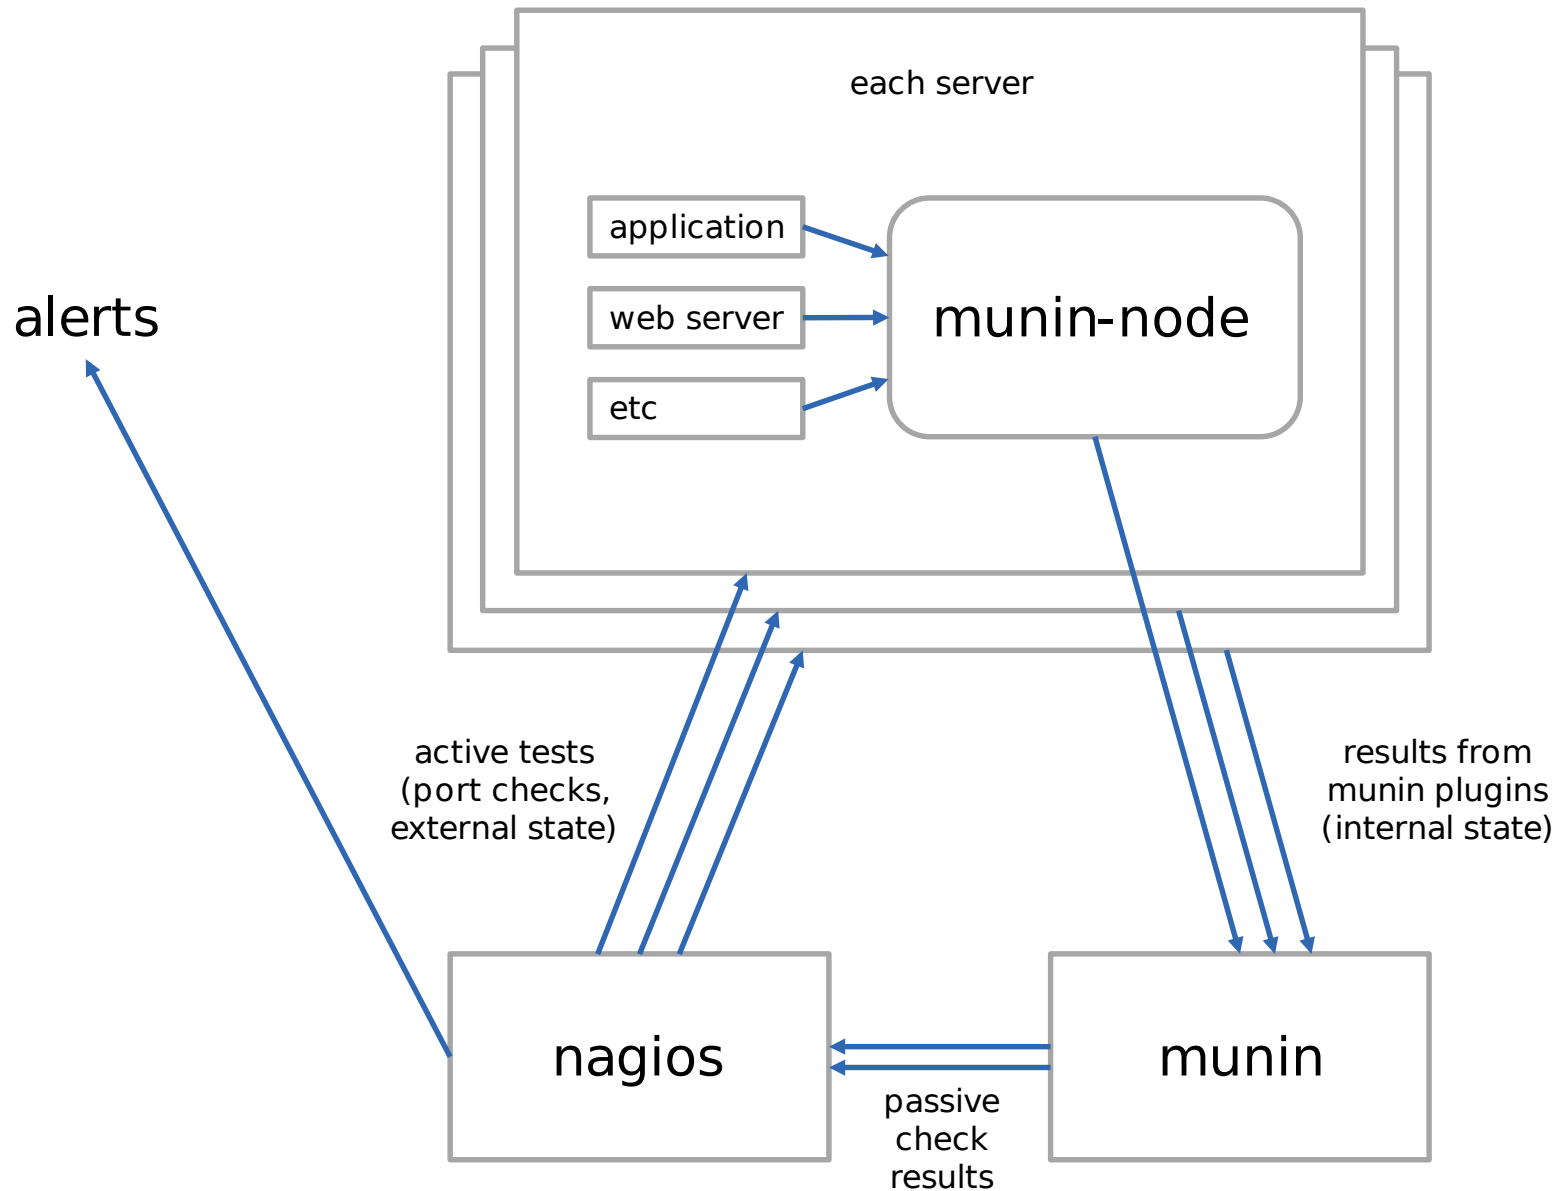 each server
application
web server
etc
munin-node
alerts
active tests
(port checks,
external state)
results from
munin plugins
(internal state)
nagios
munin
passive
check
results